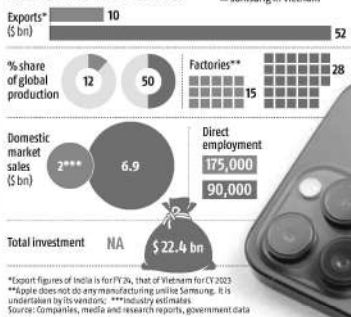 Samsung in Vietnam
Exports*
($ bn)
10
52
% share
of global
production
12
50
Factories**
15
28
Domestic
market
sales
($ bn)
2***
6.9
Direct
employment
175,000
90,000
Total investment
NA
$22.4 bn
*Export figures of India is for FY24, that of Vietnam for CY 2023
**Apple does not do any manufacturing unlike Samsung. It is
undertaken by its vendors; ***Industry estimates
Source: Companies, media and research reports, government data